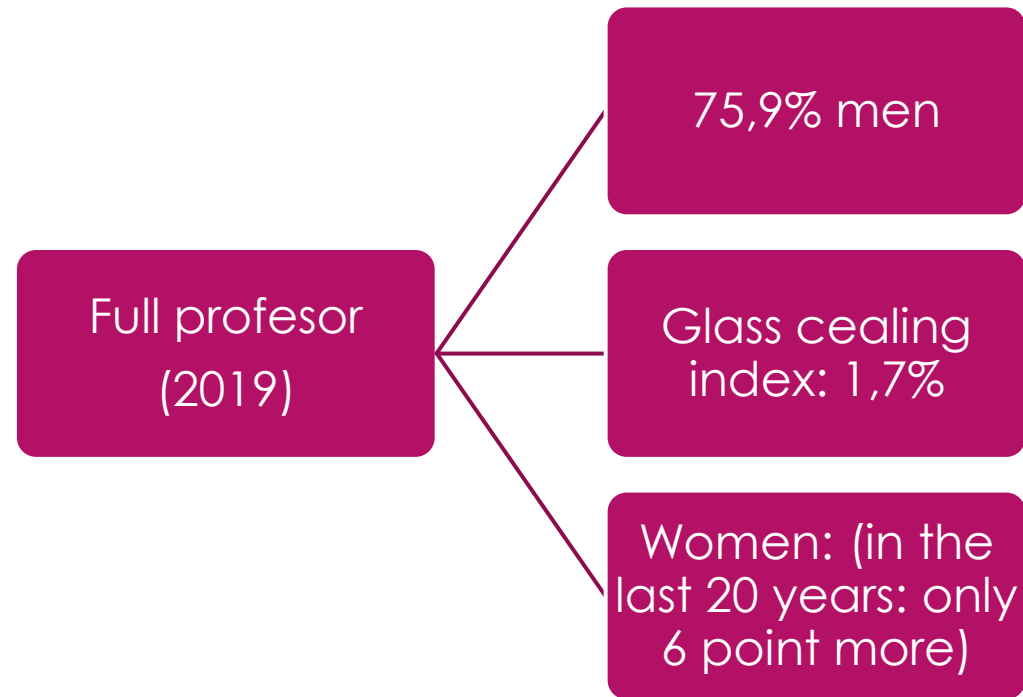 75,9% men
Full profesor
(2019)
Glass cealing
index: 1,7%
Women: (in the
last 20 years: only
6 point more)